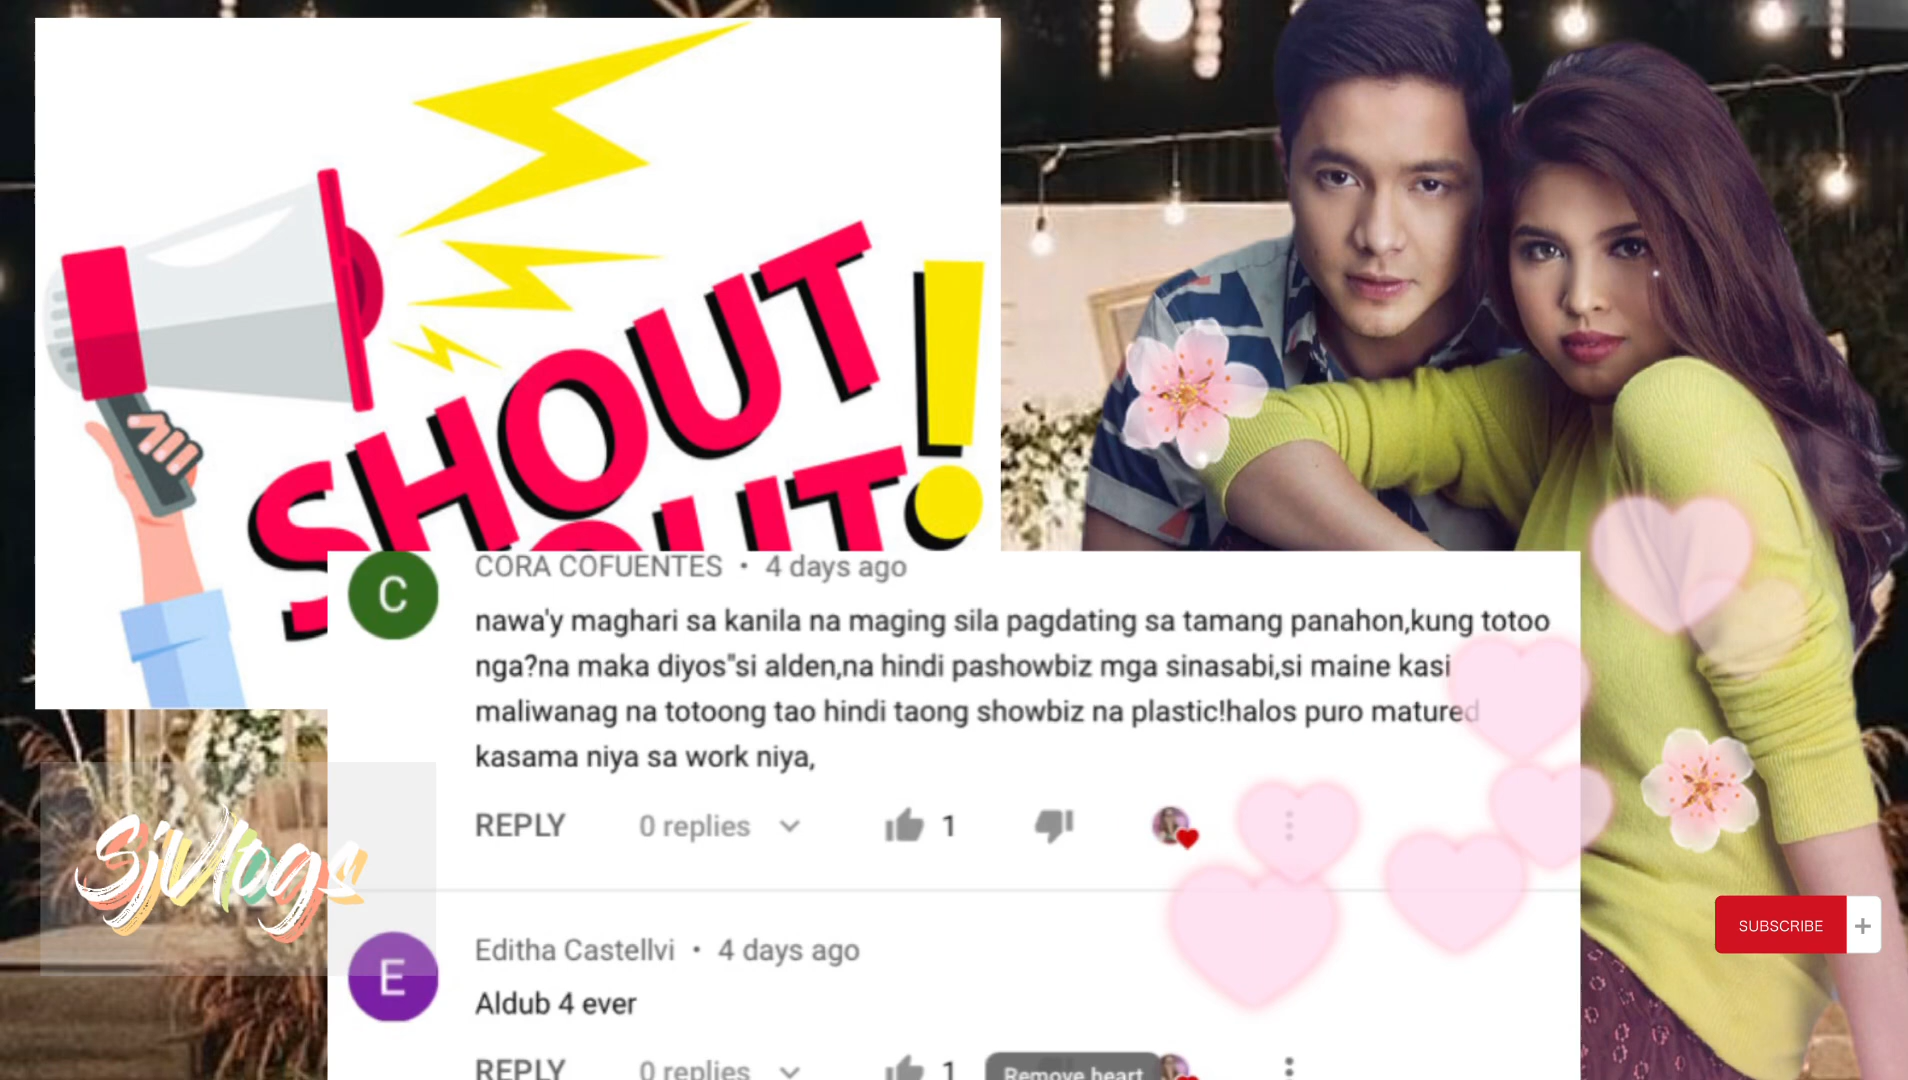 SHOUT
OUT!
CORA COFUENTES • 4 days ago
nawa'y maghari sa kanila na maging sila pagdating sa tamang panahon,kung totoo
nga?na maka diyos"si alden,na hindi pashowbiz mga sinasabi,si maine kasi
maliwanag na totoong tao hindi taong showbiz na plastic!halos puro matured
kasama niya sa work niya,
REPLY 0 replies 1
C
SjVlogs
SUBSCRIBE +
Editha Castellvi • 4 days ago
E
Aldub 4 ever
REPLY 0 replies 1 Remove heart